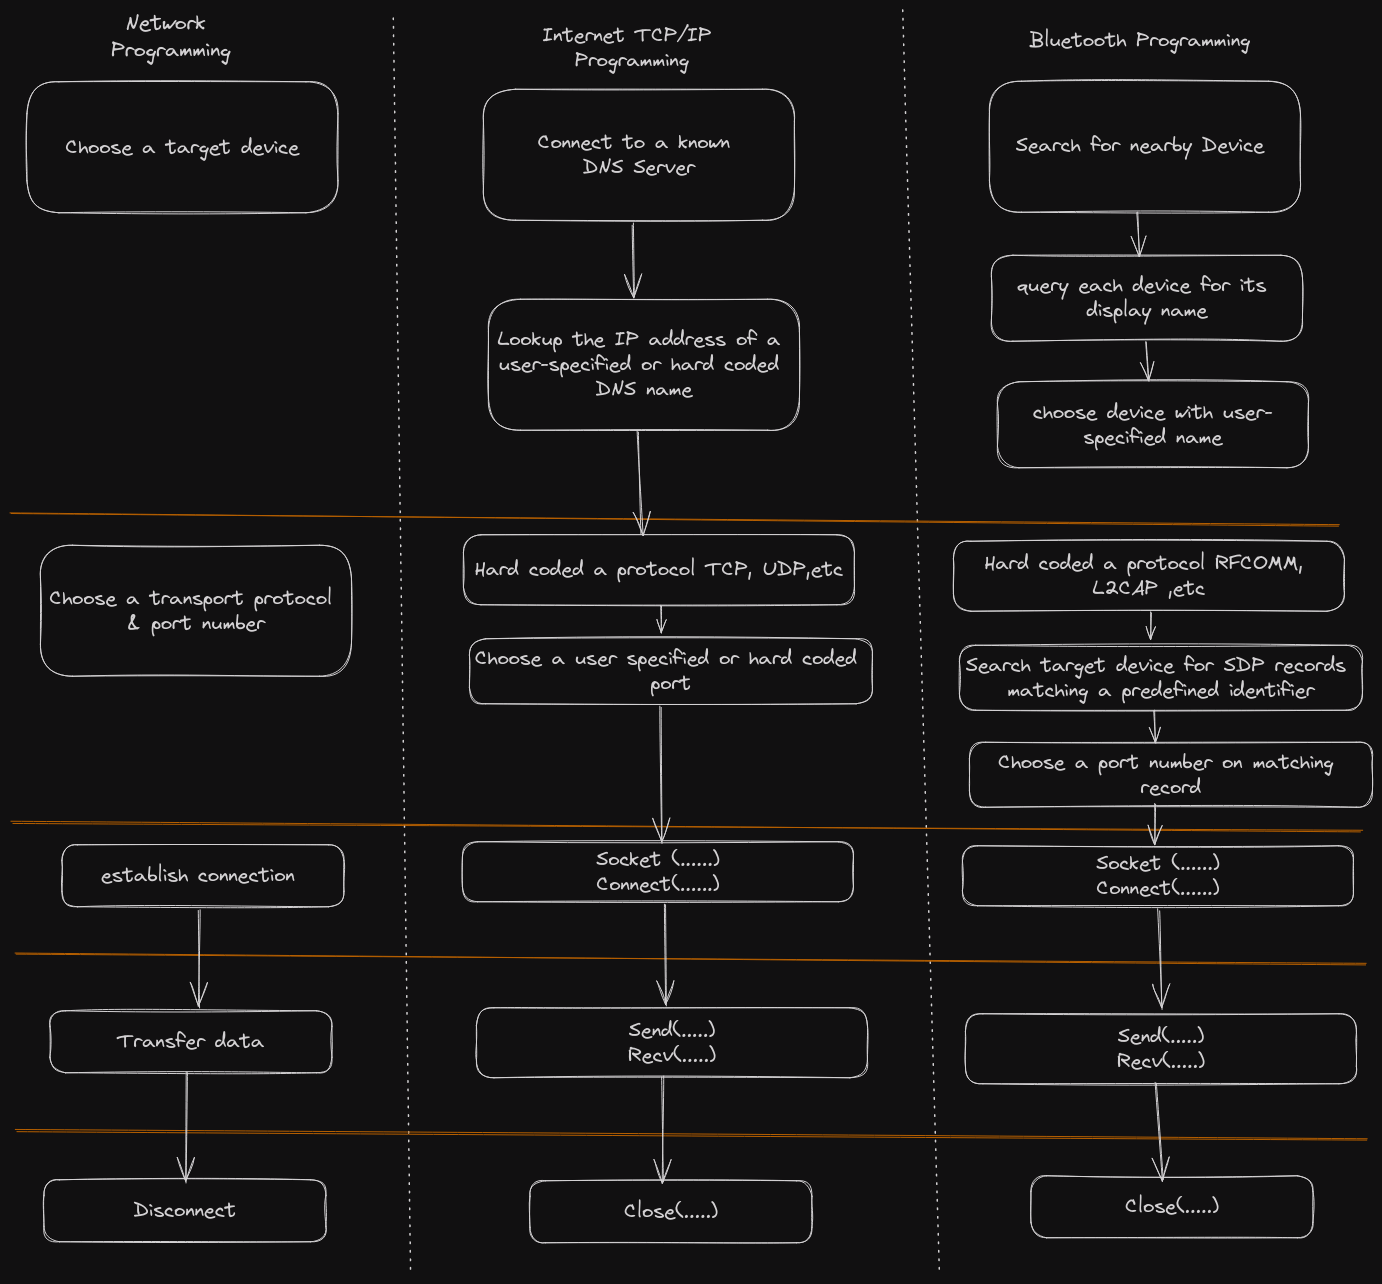 Network
Programming
Choose a target device
Choose a transport protocol
& port number
establish connection
Transfer data
Disconnect
Internet TCP/IP
Programming
Connect to a known
DNS Server
Lookup the IP address of a
user-specified or hard coded
DNS name
Hard coded a protocol TCP, UDP,etc
Choose a user specified or hard coded
port
Socket (......)
Connect(......)
Send(.....)
Recv(.....)
Close(.....)
Bluetooth Programming
Search for nearby Device
query each device for its
display name
choose device with user-
specified name
Hard coded a protocol RFCOMM,
L2CAP ,etc
Search target device for SDP records
matching a predefined identifier
Choose a port number on matching
record
Socket (......)
Connect(......)
Send(.....)
Recv(.....)
Close(.....)